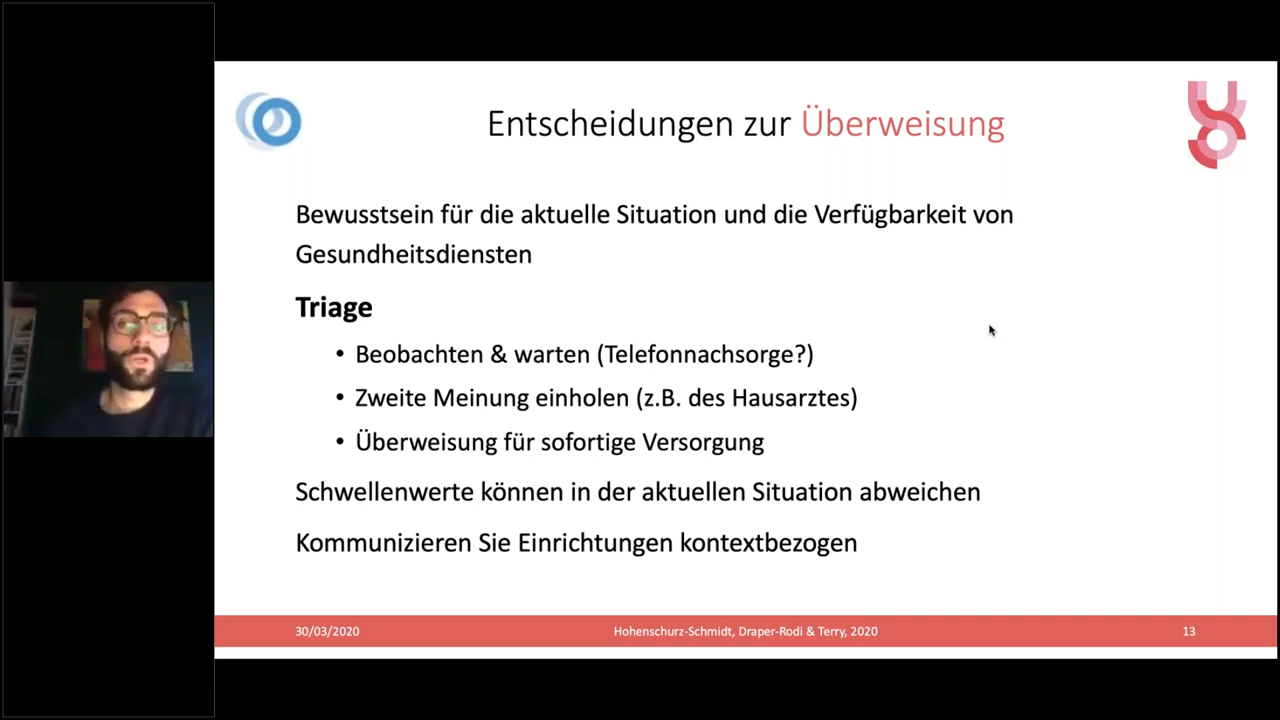 Entscheidungen zur Überweisung
Bewusstsein für die aktuelle Situation und die Verfügbarkeit von
Gesundheitsdiensten
Triage
• Beobachten & warten (Telefonnachsorge?)
• Zweite Meinung einholen (z.B. des Hausarztes)
• Überweisung für sofortige Versorgung
Schwellenwerte können in der aktuellen Situation abweichen
Kommunizieren Sie Einrichtungen kontextbezogen
30/03/2020 Hohenschurz-Schmidt, Draper-Rodi & Terry, 2020 13